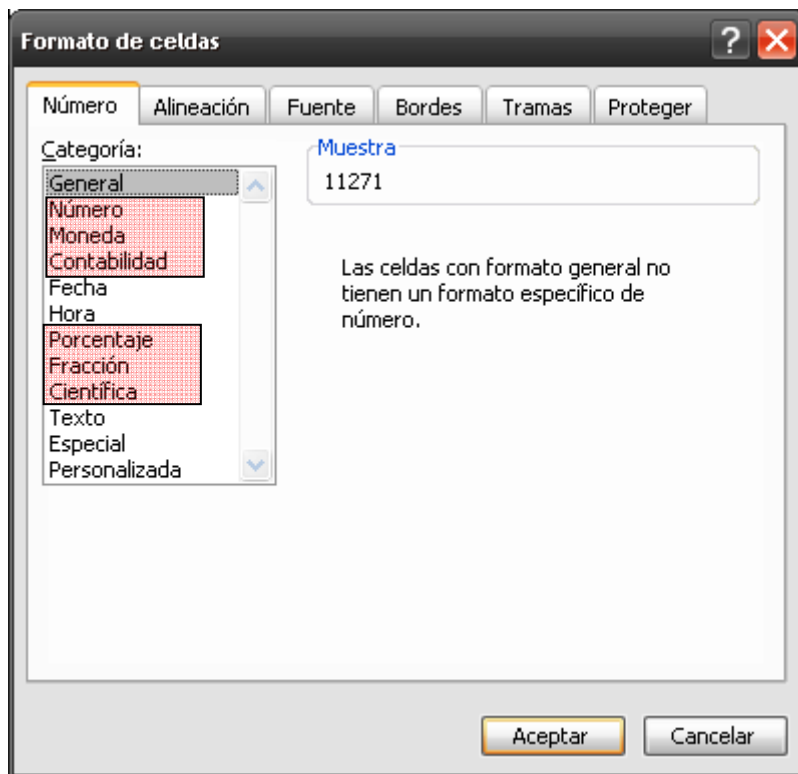 Formato de celdas
?
Número Alineación Fuente Bordes Tramas Proteger
Categoría:
General
Número
Moneda
Contabilidad
Fecha
Hora
Porcentaje
Fracción
Científica
Texto
Especial
Personalizada
Muestra
11271
Las celdas con formato general no
tienen un formato específico de
número.
Aceptar Cancelar